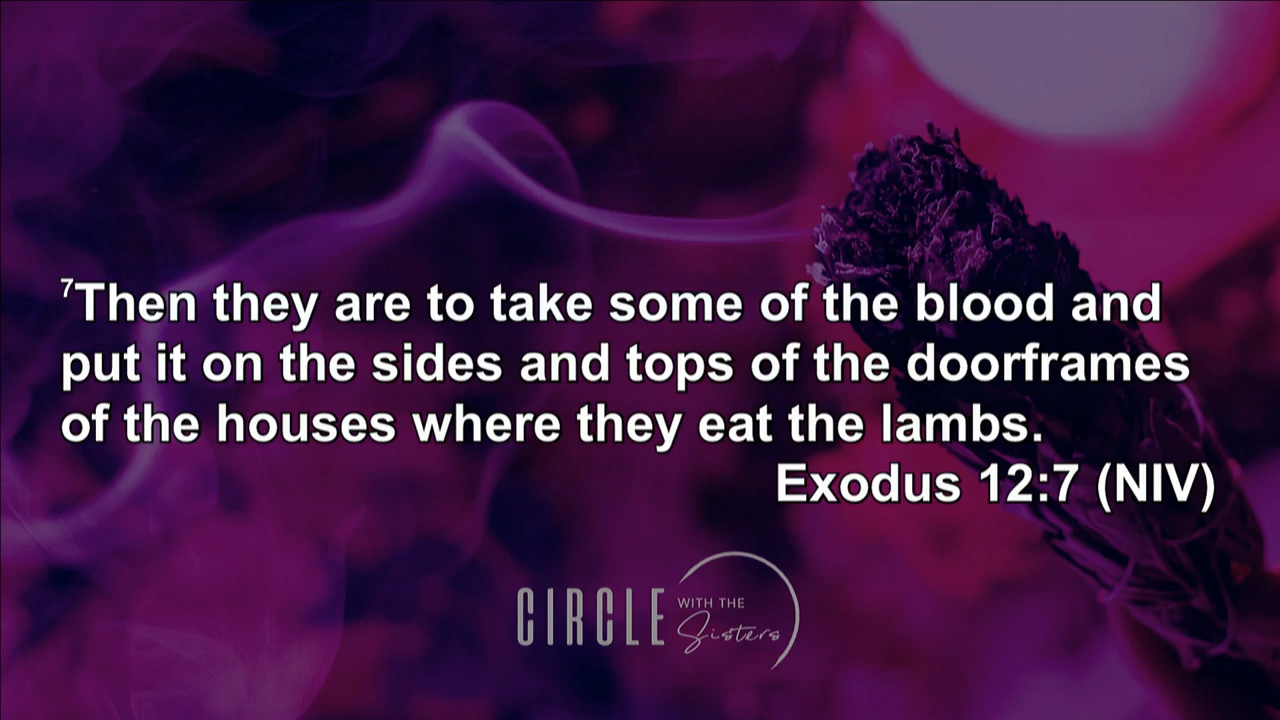 ⁷Then they are to take some of the blood and
put it on the sides and tops of the doorframes
of the houses where they eat the lambs.
Exodus 12:7 (NIV)
CIRCLE WITH THE Sisters